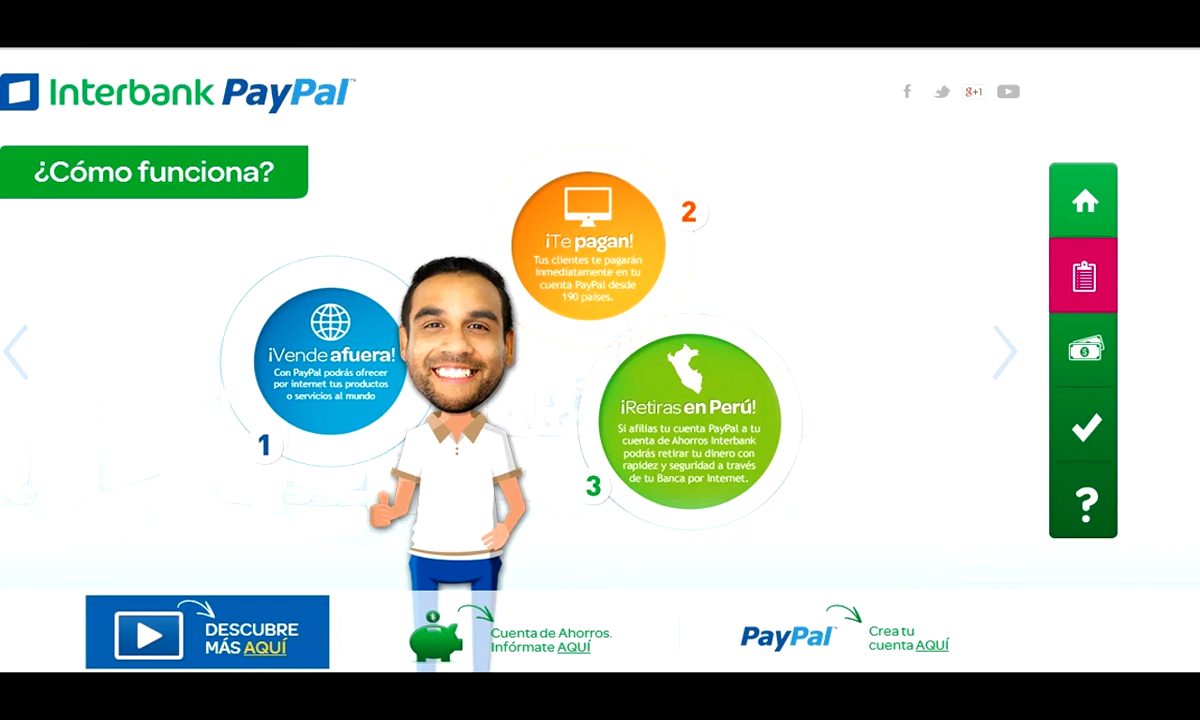 Interbank PayPal™
g+1
¿Cómo funciona?
2
¡Te pagan!
Tus clientes te pagarán
inmediatamente en tu
cuenta PayPal desde
190 países.
¡Vende afuera!
Con PayPal podrás ofrecer
por internet tus productos
o servicios al mundo
1
¡Retiras en Perú!
Si afilias tu cuenta PayPal a tu
cuenta de Ahorros Interbank
podrás retirar tu dinero con
rapidez y seguridad a través
de tu Banca por Internet.
3
?
DESCUBRE
MÁS AQUÍ
Cuenta de Ahorros.
Infórmate AQUÍ
PayPal™
Crea tu
cuenta AQUÍ